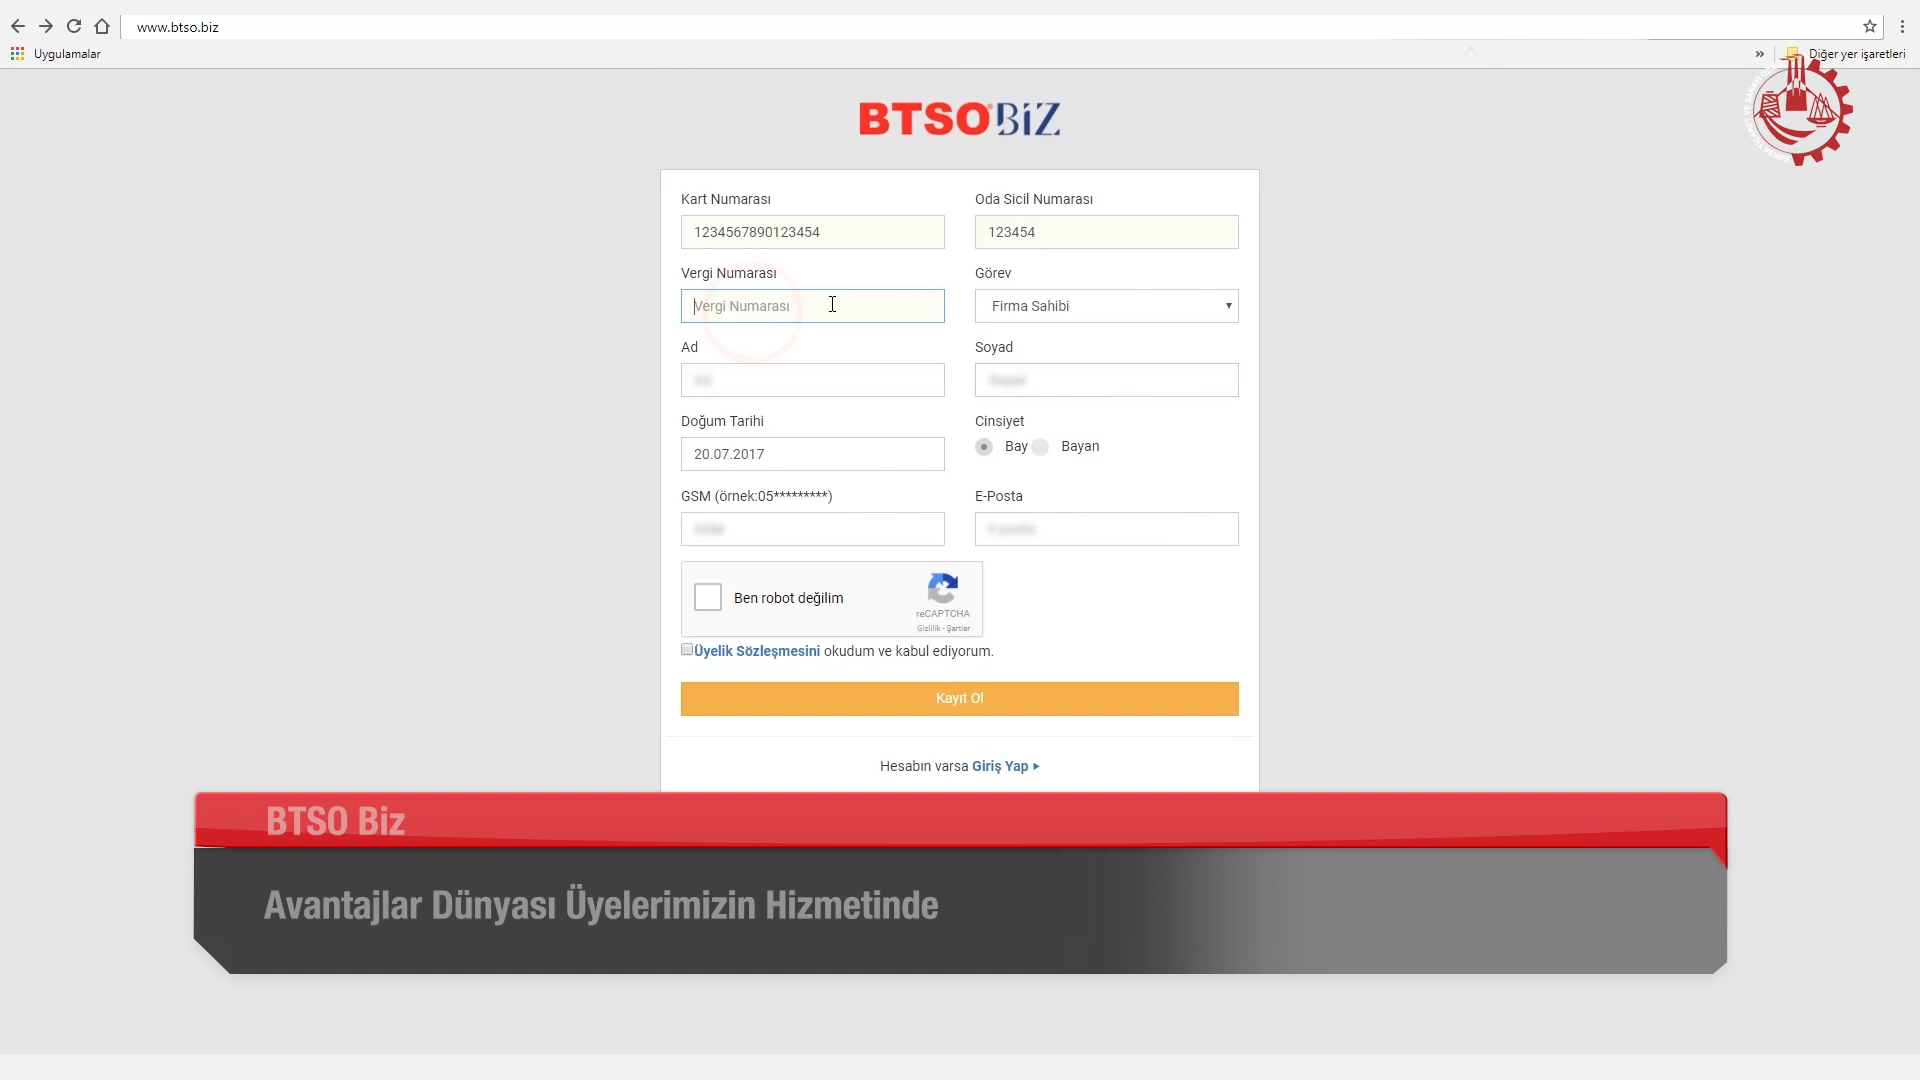 www.btso.biz
Uygulamalar
»
Diğer yer işaretleri
BTSO BİZ
Kart Numarası
Oda Sicil Numarası
1234567890123454
123454
Vergi Numarası
Görev
Vergi Numarası
Firma Sahibi
Ad
Soyad
Doğum Tarihi
Cinsiyet
20.07.2017
Bay
Bayan
GSM (örnek:05*********)
E-Posta
Ben robot değilim
reCAPTCHA
Gizlilik - Şartlar
Üyelik Sözleşmesini okudum ve kabul ediyorum.
Kayıt Ol
Hesabın varsa Giriş Yap ▸
BTSO Biz
Avantajlar Dünyası Üyelerimizin Hizmetinde